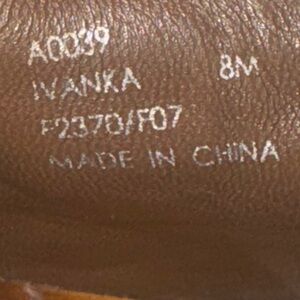 A0039
IVANKA 8M
F2370/F07
MADE IN CHINA